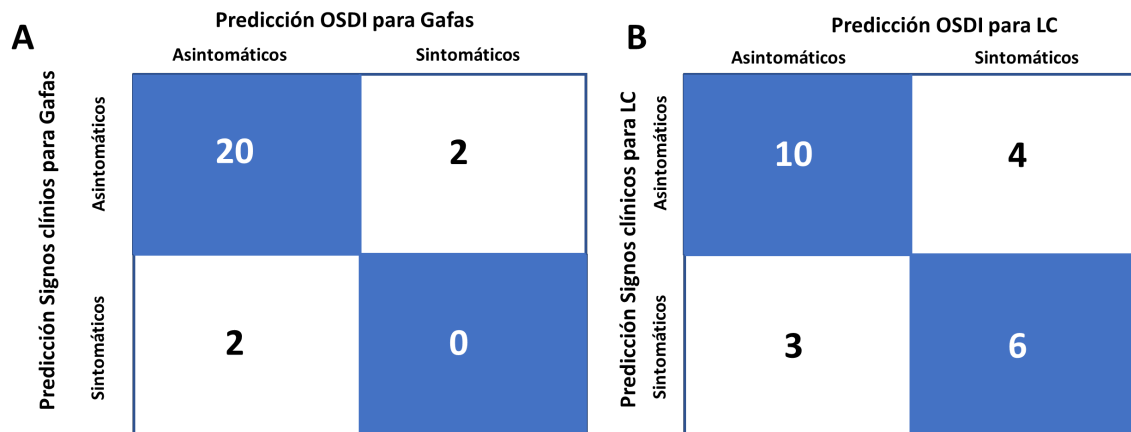 A
Predicción OSDI para Gafas
Asintomáticos
Sintomáticos
Predicción Signos clínios para Gafas
Asintomáticos
20
2
Sintomáticos
2
0
B
Predicción OSDI para LC
Asintomáticos
Sintomáticos
Predicción Signos clínicos para LC
Asintomáticos
10
4
Sintomáticos
3
6